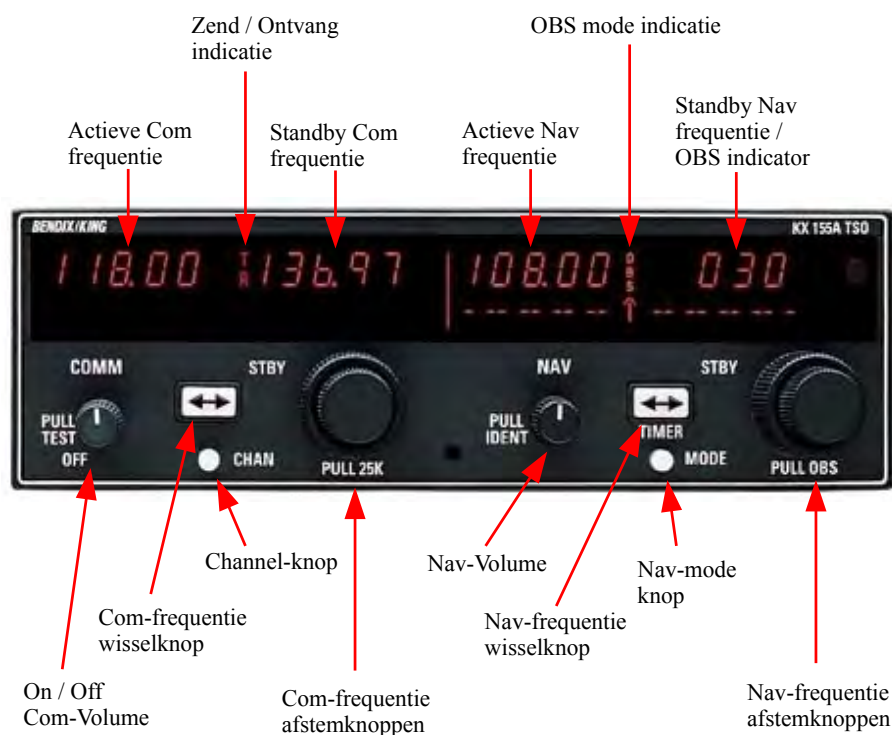 Zend / Ontvang
indicatie
OBS mode indicatie
Actieve Com
frequentie
Standby Com
frequentie
Actieve Nav
frequentie
Standby Nav
frequentie /
OBS indicator
BENDIX/KING
KX 155A TSO
118.00 TR 136.97 108.00 OBS 030
COMM
STBY
NAV
STBY
PULL
TEST
OFF
CHAN
PULL 25K
PULL
IDENT
TIMER
MODE
PULL OBS
Channel-knop
Nav-Volume
Nav-mode
knop
Com-frequentie
wisselknop
Nav-frequentie
wisselknop
On / Off
Com-Volume
Com-frequentie
afstemknoppen
Nav-frequentie
afstemknoppen